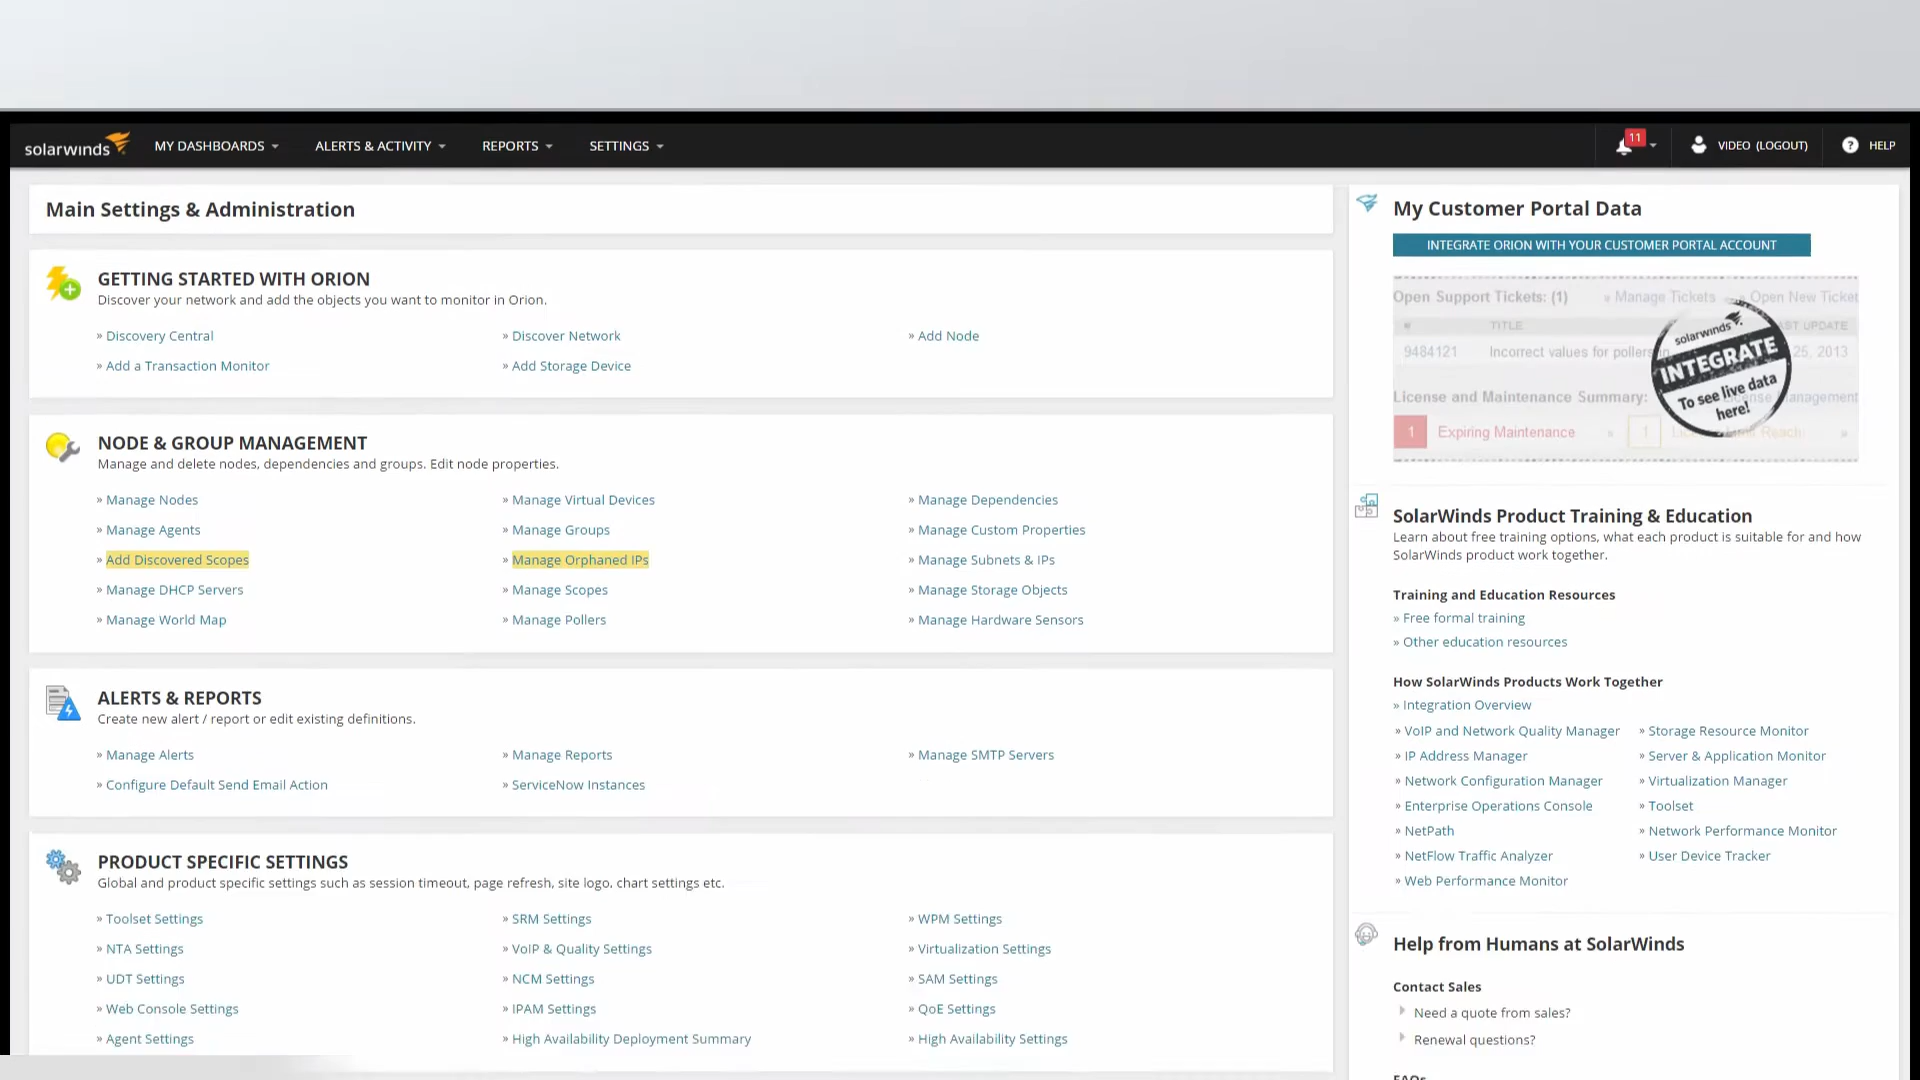 solarwinds
MY DASHBOARDS
ALERTS & ACTIVITY
REPORTS
SETTINGS
11
VIDEO (LOGOUT)
? HELP
Main Settings & Administration
GETTING STARTED WITH ORION
Discover your network and add the objects you want to monitor in Orion.
» Discovery Central
» Discover Network
» Add Node
» Add a Transaction Monitor
» Add Storage Device
NODE & GROUP MANAGEMENT
Manage and delete nodes, dependencies and groups. Edit node properties.
» Manage Nodes
» Manage Virtual Devices
» Manage Dependencies
» Manage Agents
» Manage Groups
» Manage Custom Properties
» Add Discovered Scopes
» Manage Orphaned IPs
» Manage Subnets & IPs
» Manage DHCP Servers
» Manage Scopes
» Manage Storage Objects
» Manage World Map
» Manage Pollers
» Manage Hardware Sensors
ALERTS & REPORTS
Create new alert / report or edit existing definitions.
» Manage Alerts
» Manage Reports
» Manage SMTP Servers
» Configure Default Send Email Action
» ServiceNow Instances
PRODUCT SPECIFIC SETTINGS
Global and product specific settings such as session timeout, page refresh, site logo, chart settings etc.
» Toolset Settings
» SRM Settings
» WPM Settings
» NTA Settings
» VoIP & Quality Settings
» Virtualization Settings
» UDT Settings
» NCM Settings
» SAM Settings
» Web Console Settings
» IPAM Settings
» QoE Settings
» Agent Settings
» High Availability Deployment Summary
» High Availability Settings
My Customer Portal Data
INTEGRATE ORION WITH YOUR CUSTOMER PORTAL ACCOUNT
Open Support Tickets: (1)
» Manage Tickets
Open New Ticket
# TITLE
AST UPDATE
9484121 Incorrect values for pollers
25, 2013
License and Maintenance Summary:
anagement
1 Expiring Maintenance »
1
»
solarwinds
INTEGRATE
To see live data
here!
SolarWinds Product Training & Education
Learn about free training options, what each product is suitable for and how
SolarWinds product work together.
Training and Education Resources
» Free formal training
» Other education resources
How SolarWinds Products Work Together
» Integration Overview
» VoIP and Network Quality Manager
» Storage Resource Monitor
» IP Address Manager
» Server & Application Monitor
» Network Configuration Manager
» Virtualization Manager
» Enterprise Operations Console
» Toolset
» NetPath
» Network Performance Monitor
» NetFlow Traffic Analyzer
» User Device Tracker
» Web Performance Monitor
Help from Humans at SolarWinds
Contact Sales
Need a quote from sales?
Renewal questions?
FAQs